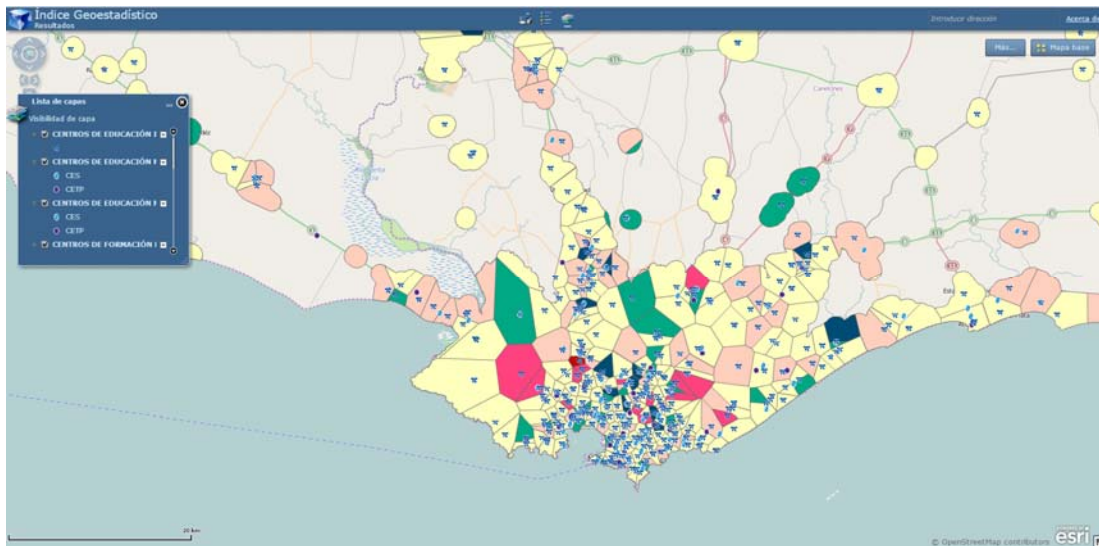 Índice Geoestadístico
Resultados
Introducir dirección
Acerca de
Más...
Mapa base
Lista de capas
Visibilidad de capa
CENTROS DE EDUCACIÓN I
CENTROS DE EDUCACIÓN
CES
CETP
CENTROS DE EDUCACIÓN
CES
CETP
CENTROS DE FORMACIÓN I
Canelones
20 km
© OpenStreetMap contributors
esri